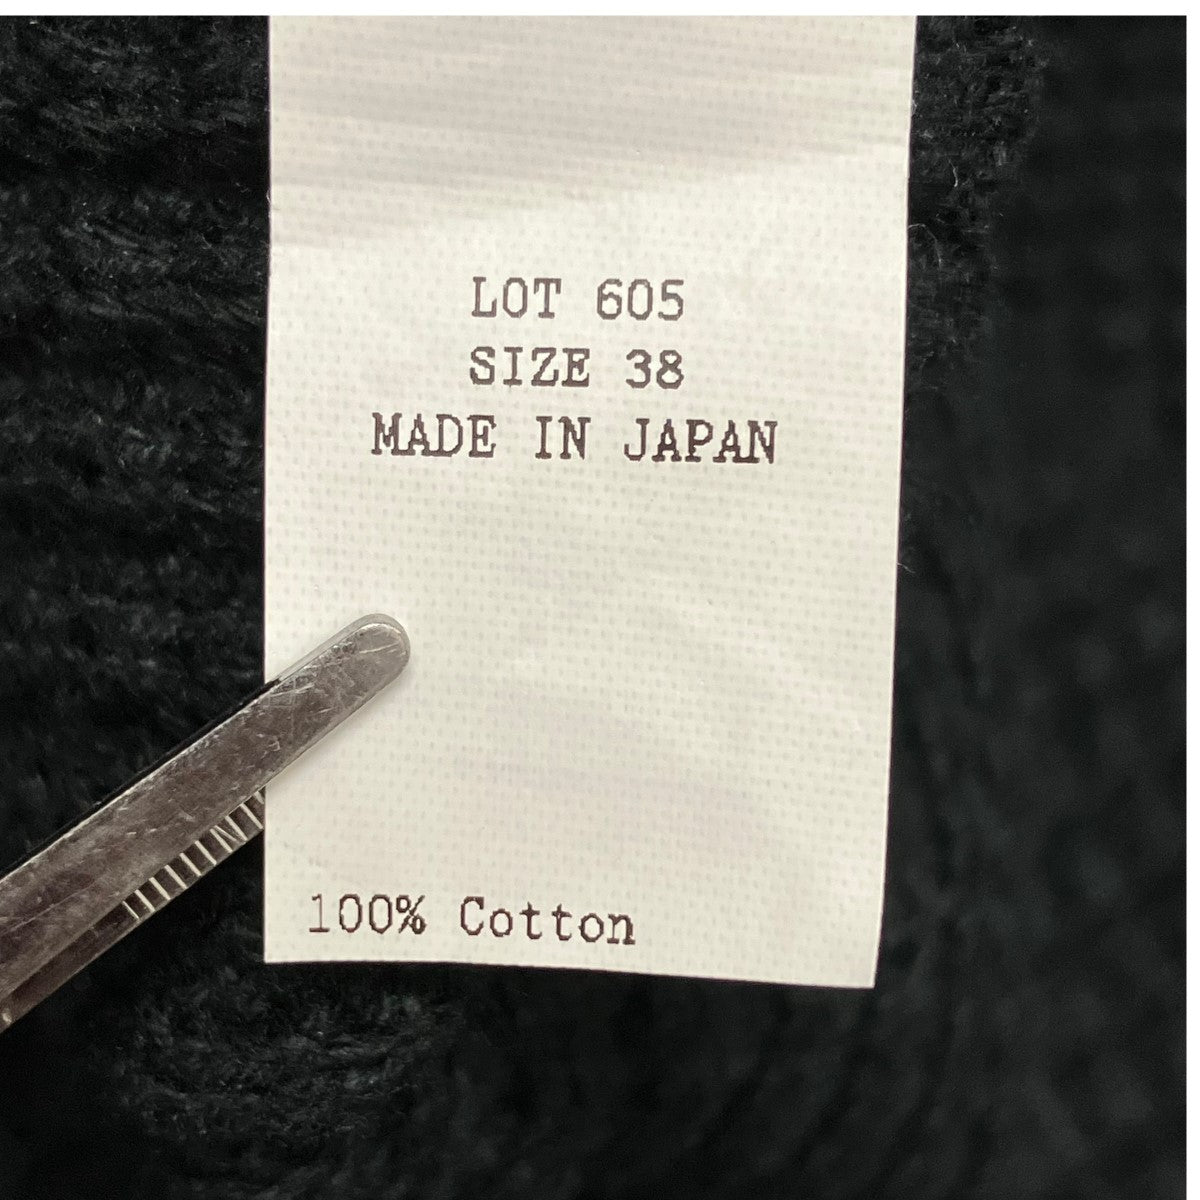 LOT 605
SIZE 38
MADE IN JAPAN
100% Cotton